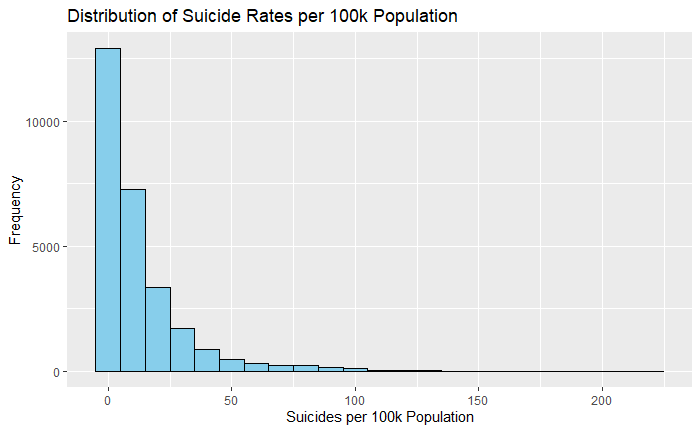 Distribution of Suicide Rates per 100k Population
Frequency
10000
5000
0
0 50 100 150 200
Suicides per 100k Population